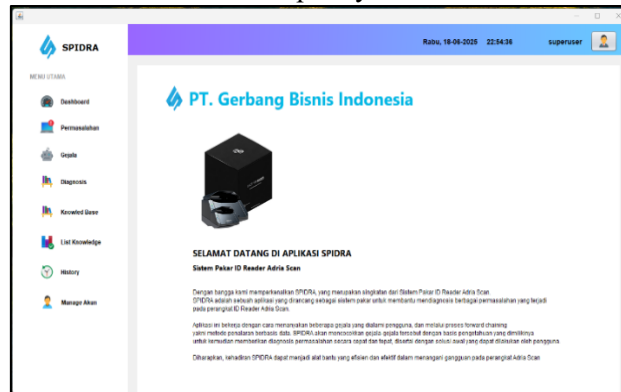 SPIDRA
Rabu, 18-06-2025 22:54:36 superuser
MENU UTAMA
Dashboard
Permasalahan
Gejala
Diagnosis
Knowled Base
List Knowledge
History
Manage Akun
PT. Gerbang Bisnis Indonesia
SELAMAT DATANG DI APLIKASI SPIDRA
Sistem Pakar ID Reader Adria Scan
Dengan bangga kami memperkenalkan SPIDRA, yang merupakan singkatan dari Sistem Pakar ID Reader Adria Scan.
SPIDRA adalah sebuah aplikasi yang dirancang sebagai sistem pakar untuk membantu mendiagnosis berbagai permasalahan yang terjadi
pada perangkat ID Reader Adria Scan.
Aplikasi ini bekerja dengan cara menanyakan beberapa gejala yang dialami pengguna, dan melalui proses forward chaining
yakni metode penalaran berbasis data. SPIDRA akan mencocokkan gejala-gejala tersebut dengan basis pengetahuan yang dimilikinya
untuk kemudian memberikan diagnosis permasalahan secara cepat dan tepat, disertai dengan solusi awal yang dapat dilakukan oleh pengguna.
Diharapkan, kehadiran SPIDRA dapat menjadi alat bantu yang efisien dan efektif dalam menangani gangguan pada perangkat Adria Scan